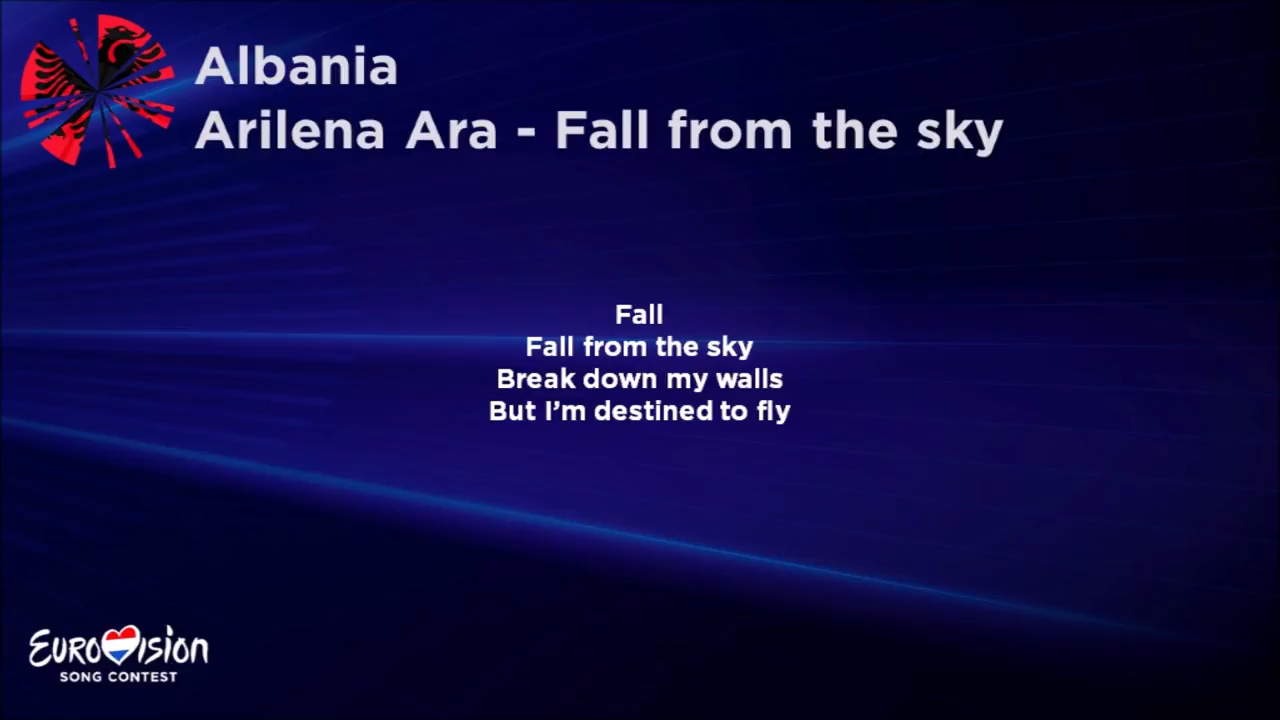 Albania
Arilena Ara - Fall from the sky
Fall
Fall from the sky
Break down my walls
But I’m destined to fly
EUROVISION
SONG CONTEST